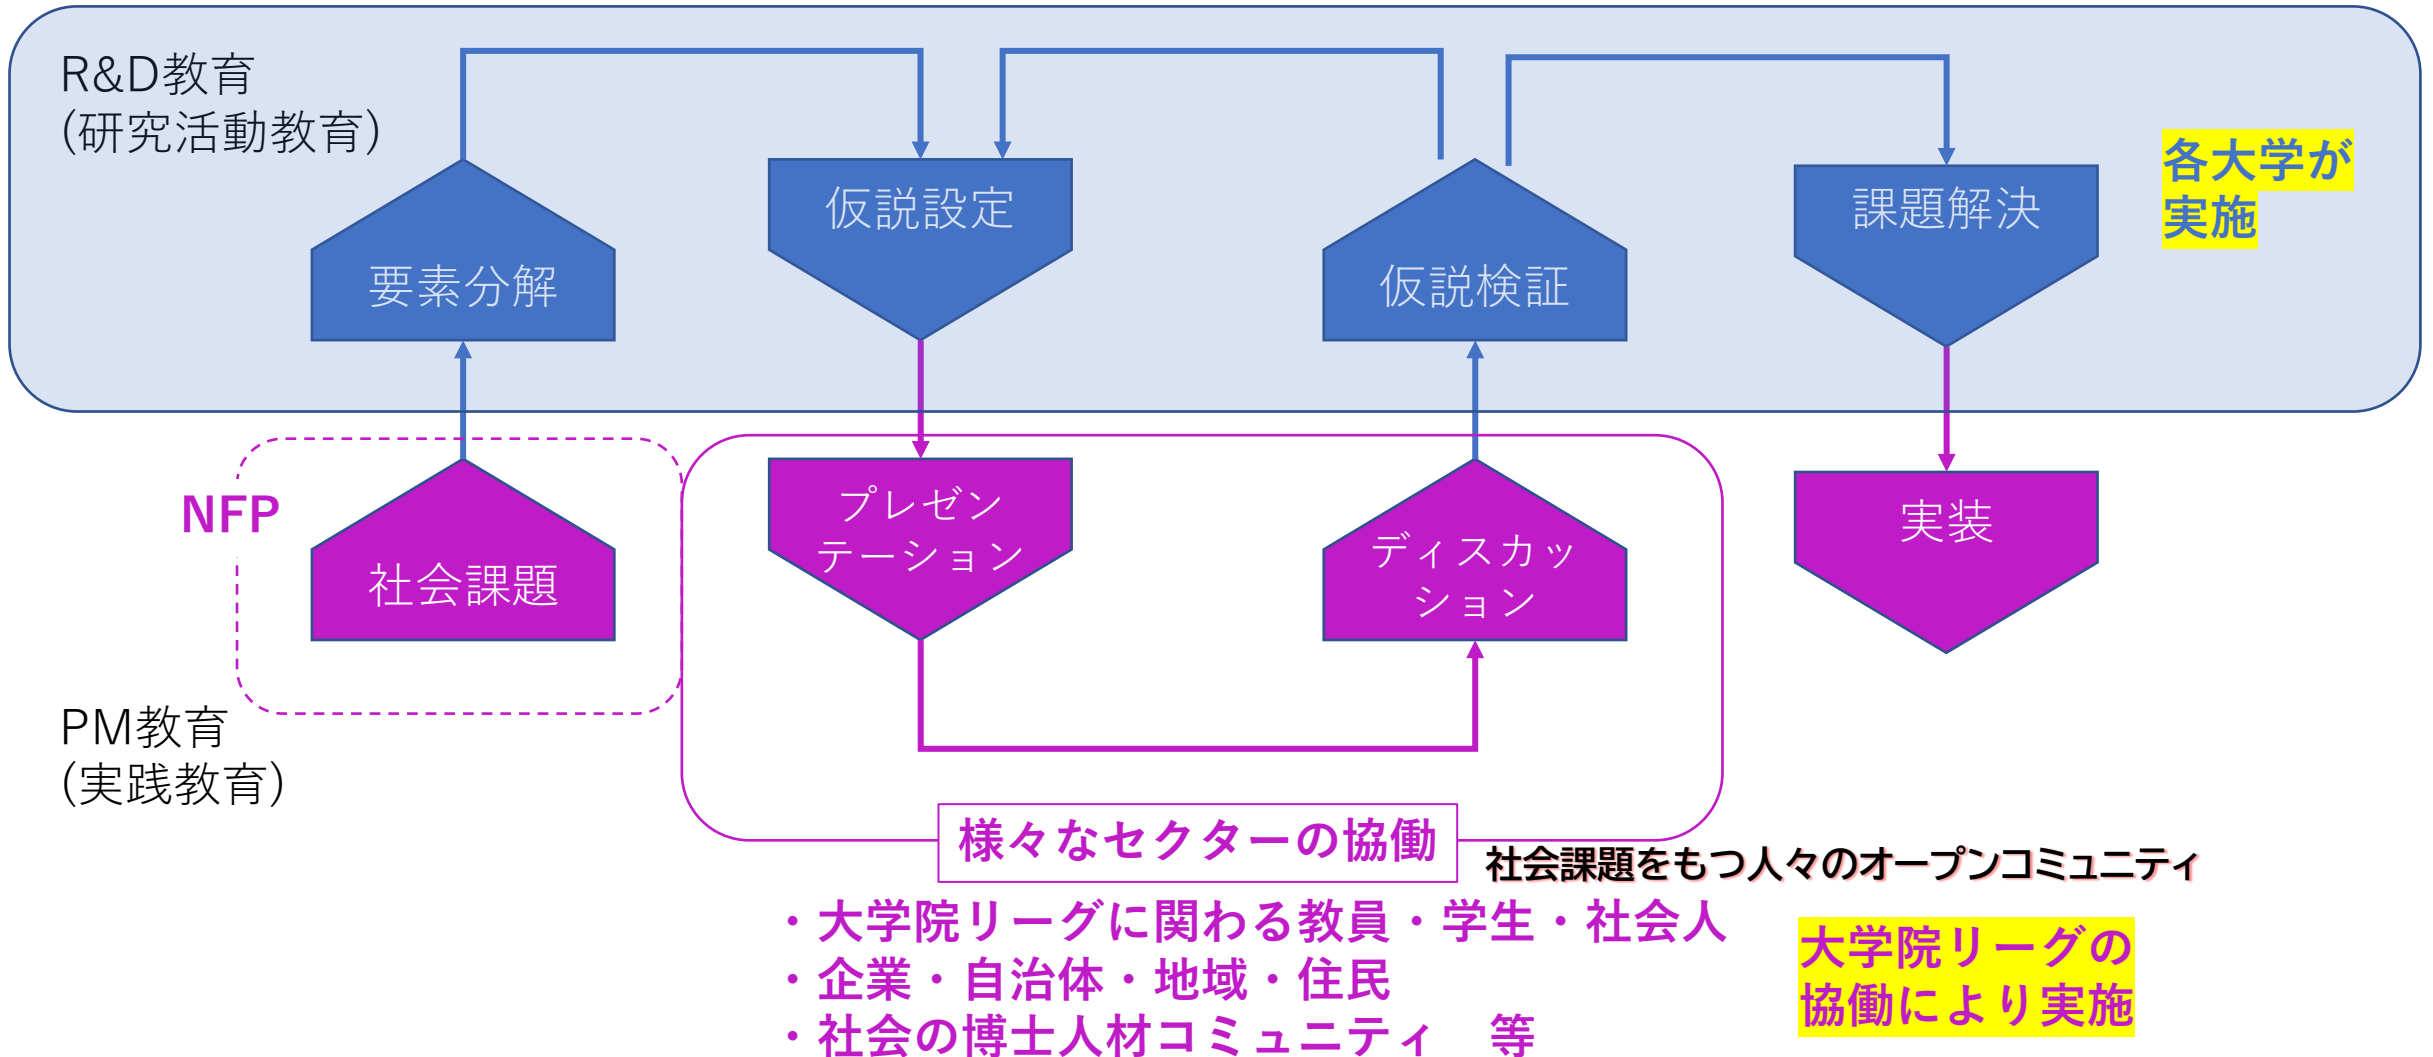 R&D教育
(研究活動教育)
要素分解
仮説設定
仮説検証
課題解決
各大学が
実施
NFP
社会課題
プレゼン
テーション
ディスカッ
ション
実装
PM教育
(実践教育)
様々なセクターの協働
社会課題をもつ人々のオープンコミュニティ
・大学院リーグに関わる教員・学生・社会人
・企業・自治体・地域・住民
・社会の博士人材コミュニティ　等
大学院リーグの
協働により実施